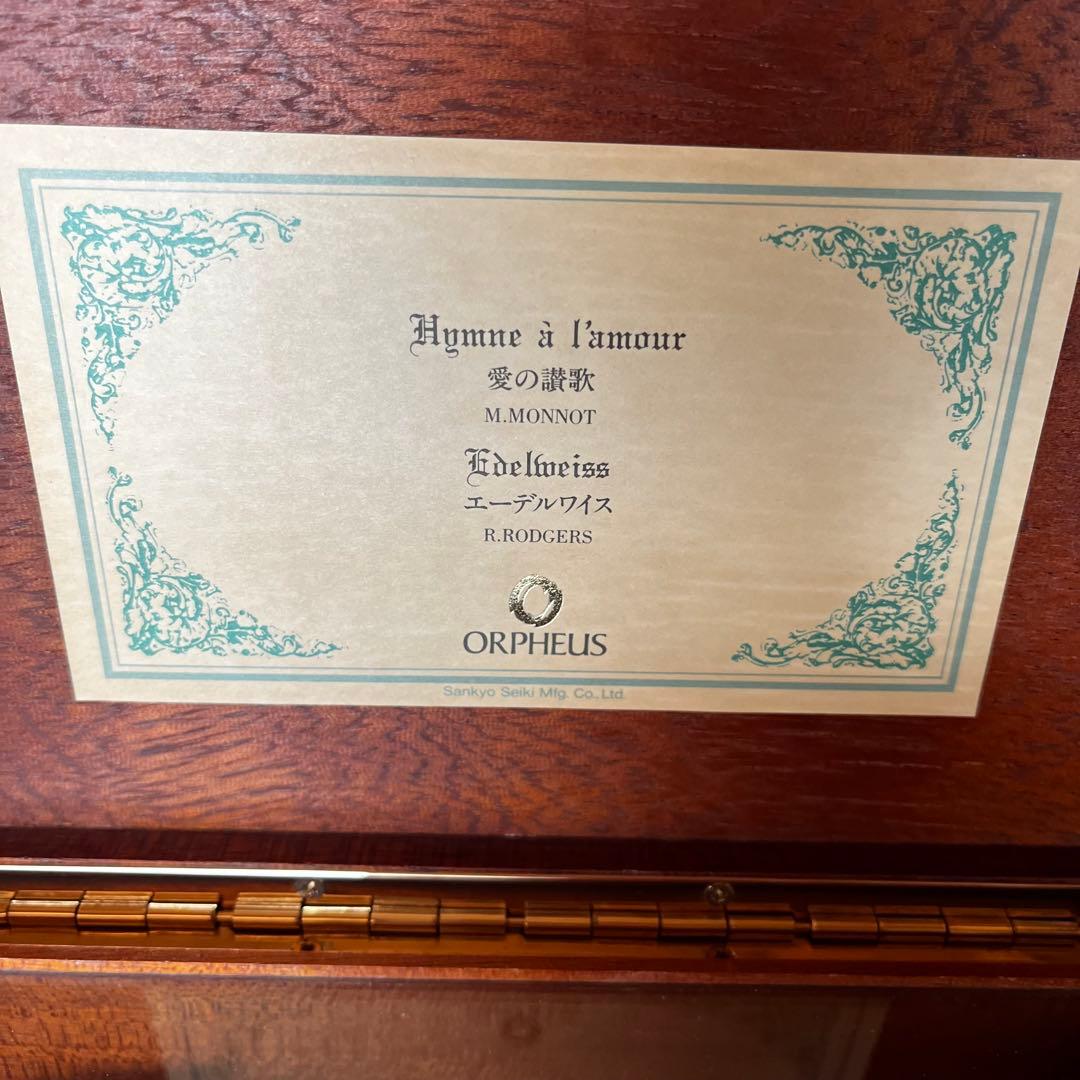 Hymne à l'amour
愛の讃歌
M.MONNOT
Edelweiss
エーデルワイス
R.RODGERS
ORPHEUS
Sankyo Seiki Mfg. Co., Ltd.